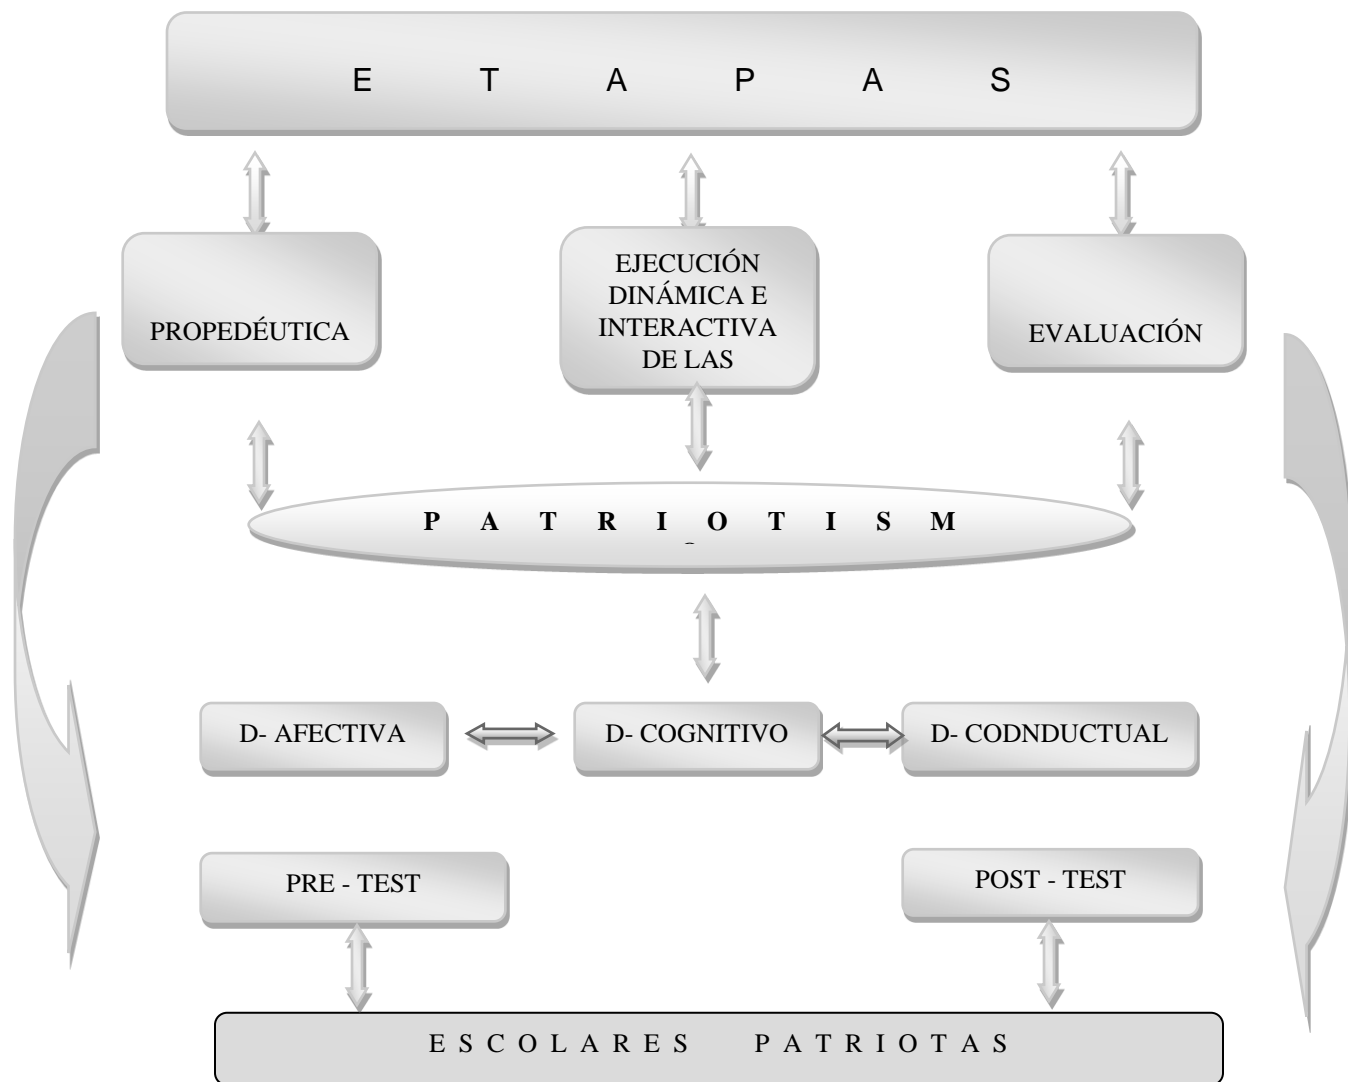 E T A P A S
PROPEDÉUTICA
EJECUCIÓN
DINÁMICA E
INTERACTIVA
DE LAS
EVALUACIÓN
P A T R I O T I S M
D- AFECTIVA
D- COGNITIVO
D- CODNDUCTUAL
PRE - TEST
POST - TEST
E S C O L A R E S P A T R I O T A S